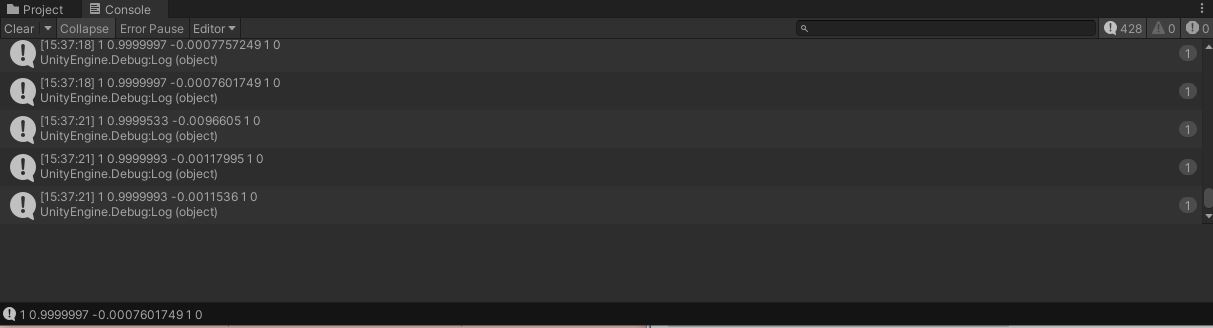 Project Console
Clear Collapse Error Pause Editor 428 0 0
[15:37:18] 1 0.9999997 -0.0007757249 1 0
UnityEngine.Debug:Log (object) 1
[15:37:18] 1 0.9999997 -0.0007601749 1 0
UnityEngine.Debug:Log (object) 1
[15:37:21] 1 0.9999533 -0.0096605 1 0
UnityEngine.Debug:Log (object) 1
[15:37:21] 1 0.9999993 -0.00117995 1 0
UnityEngine.Debug:Log (object) 1
[15:37:21] 1 0.9999993 -0.0011536 1 0
UnityEngine.Debug:Log (object) 1
1 0.9999997 -0.0007601749 1 0